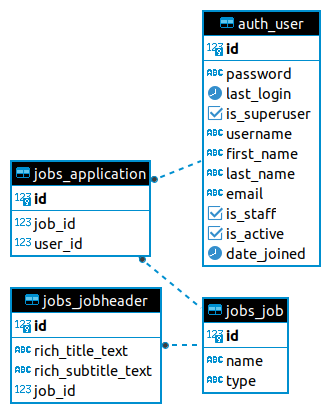 auth_user
123 id
ABC password
last_login
is_superuser
ABC username
ABC first_name
ABC last_name
ABC email
is_staff
is_active
date_joined
jobs_application
123 id
123 job_id
123 user_id
jobs_jobheader
123 id
ABC rich_title_text
ABC rich_subtitle_text
123 job_id
jobs_job
123 id
ABC name
ABC type